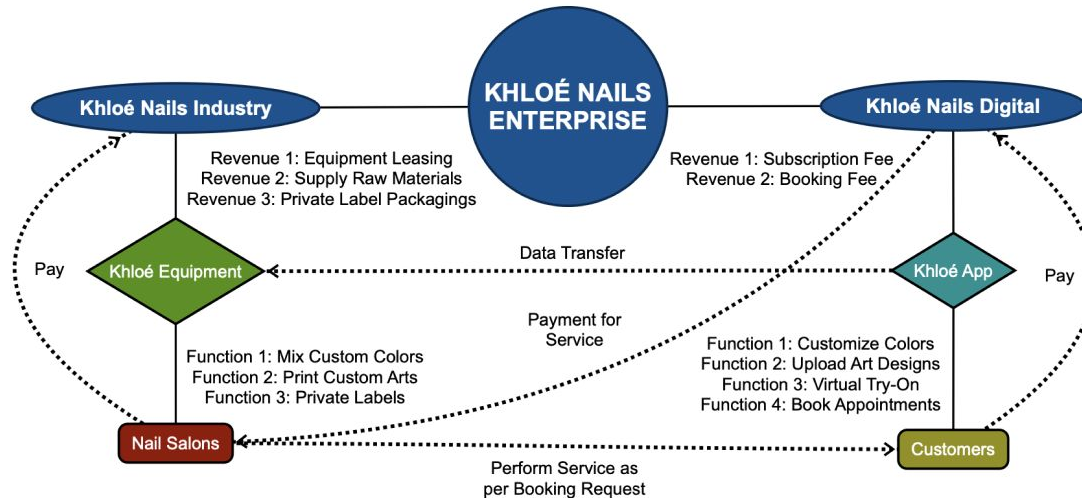 KHLOÉ NAILS
ENTERPRISE
Khloé Nails Industry
Khloé Nails Digital
Revenue 1: Equipment Leasing
Revenue 2: Supply Raw Materials
Revenue 3: Private Label Packagings
Revenue 1: Subscription Fee
Revenue 2: Booking Fee
Pay
Khloé Equipment
Data Transfer
Khloé App
Pay
Payment for
Service
Function 1: Mix Custom Colors
Function 2: Print Custom Arts
Function 3: Private Labels
Function 1: Customize Colors
Function 2: Upload Art Designs
Function 3: Virtual Try-On
Function 4: Book Appointments
Nail Salons
Customers
Perform Service as
per Booking Request